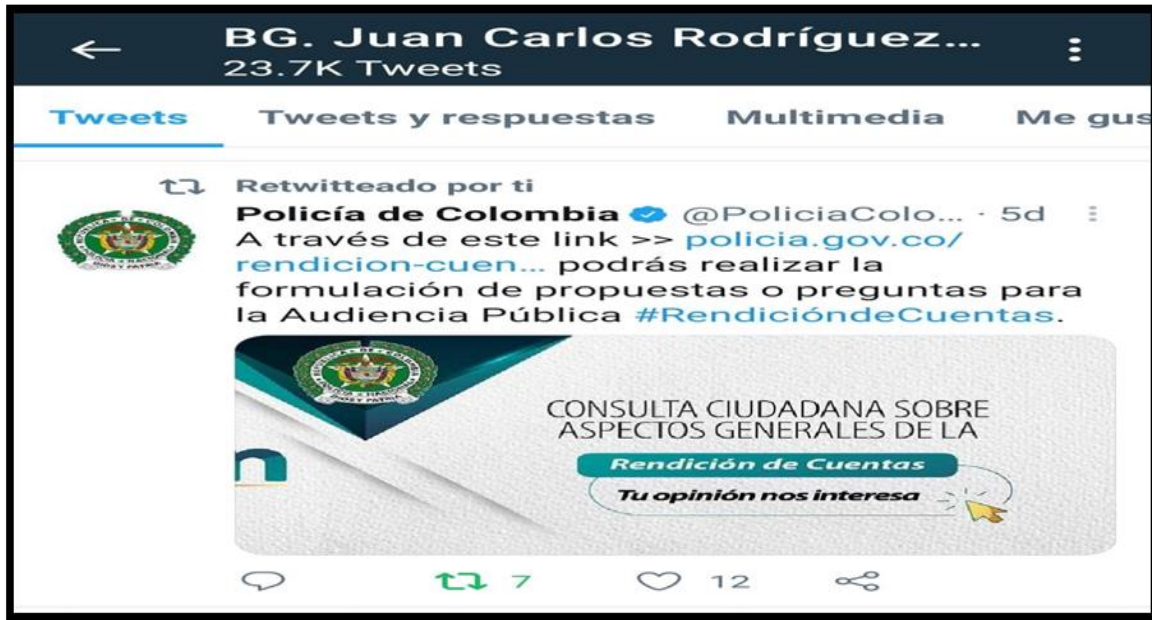 BG. Juan Carlos Rodríguez...
23.7K Tweets
Tweets Tweets y respuestas Multimedia Me gus
Retwitteado por ti
Policía de Colombia @PoliciaColo... · 5d
A través de este link >> policia.gov.co/
rendicion-cuen... podrás realizar la
formulación de propuestas o preguntas para
la Audiencia Pública #RendicióndeCuentas.
CONSULTA CIUDADANA SOBRE
ASPECTOS GENERALES DE LA
Rendición de Cuentas
Tu opinión nos interesa
7 12